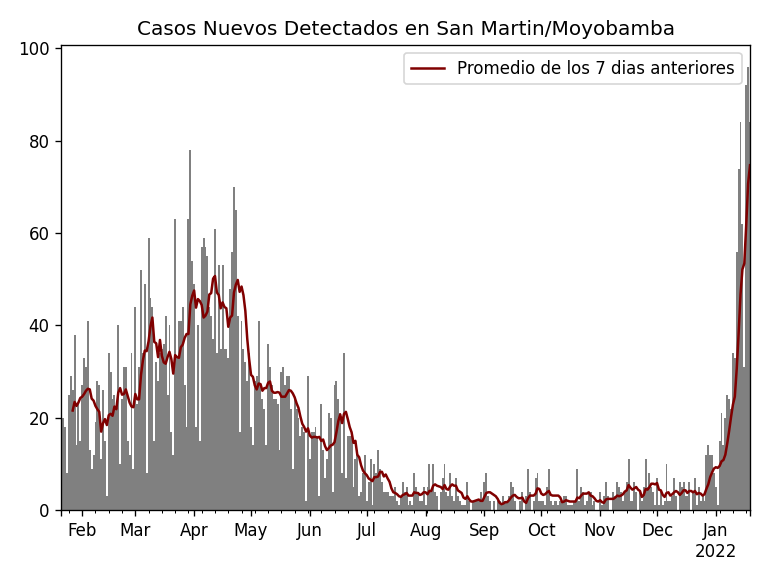 Casos Nuevos Detectados en San Martin/Moyobamba
Promedio de los 7 dias anteriores
100
80
60
40
20
0
Feb Mar Apr May Jun Jul Aug Sep Oct Nov Dec Jan
2022